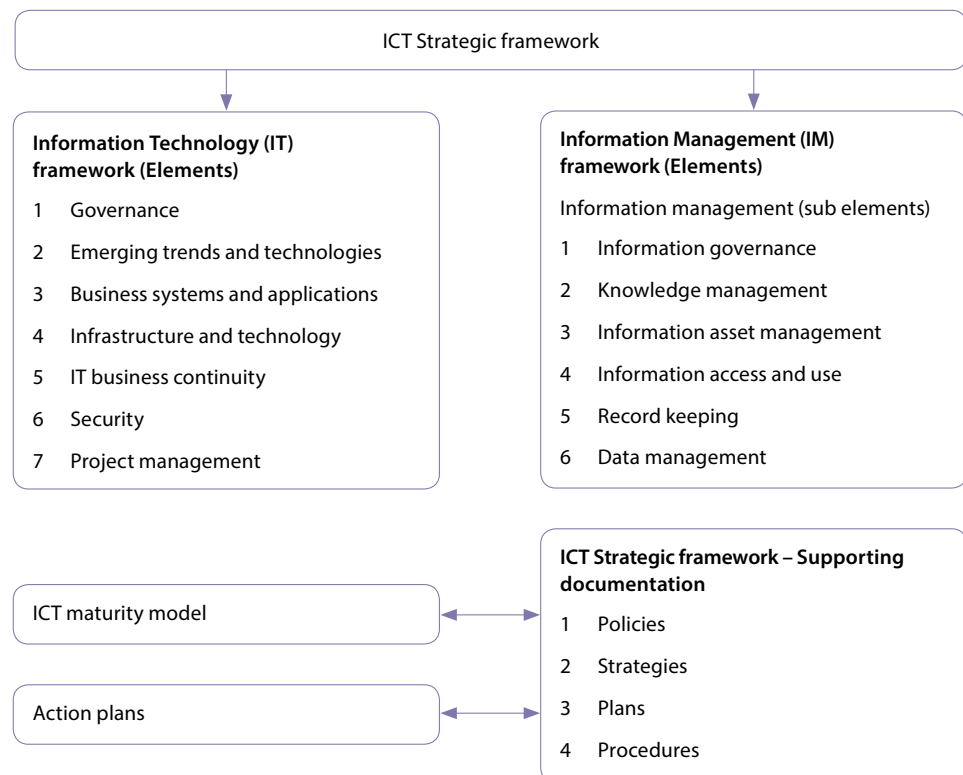 ICT Strategic framework
Information Technology (IT)
framework (Elements)
1 Governance
2 Emerging trends and technologies
3 Business systems and applications
4 Infrastructure and technology
5 IT business continuity
6 Security
7 Project management
Information Management (IM)
framework (Elements)
Information management (sub elements)
1 Information governance
2 Knowledge management
3 Information asset management
4 Information access and use
5 Record keeping
6 Data management
ICT maturity model
Action plans
ICT Strategic framework – Supporting
documentation
1 Policies
2 Strategies
3 Plans
4 Procedures